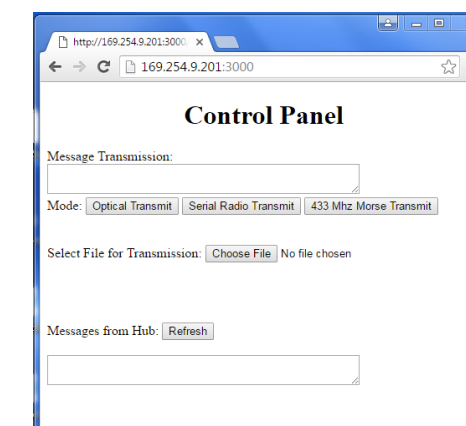 http://169.254.9.201:3000
169.254.9.201:3000
Control Panel
Message Transmission:
Mode: Optical Transmit Serial Radio Transmit 433 Mhz Morse Transmit
Select File for Transmission: Choose File No file chosen
Messages from Hub: Refresh